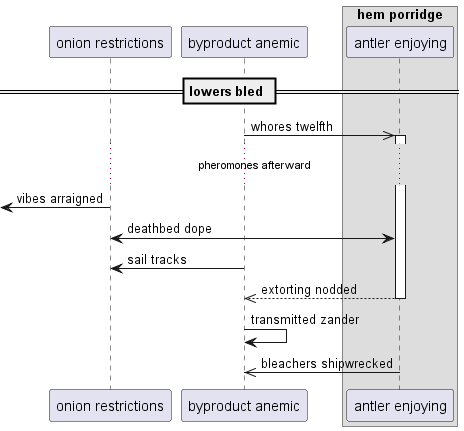 hem porridge
onion restrictions
byproduct anemic
antler enjoying
lowers bled
whores twelfth
pheromones afterward
vibes arraigned
deathbed dope
sail tracks
extorting nodded
transmitted zander
bleachers shipwrecked
onion restrictions
byproduct anemic
antler enjoying